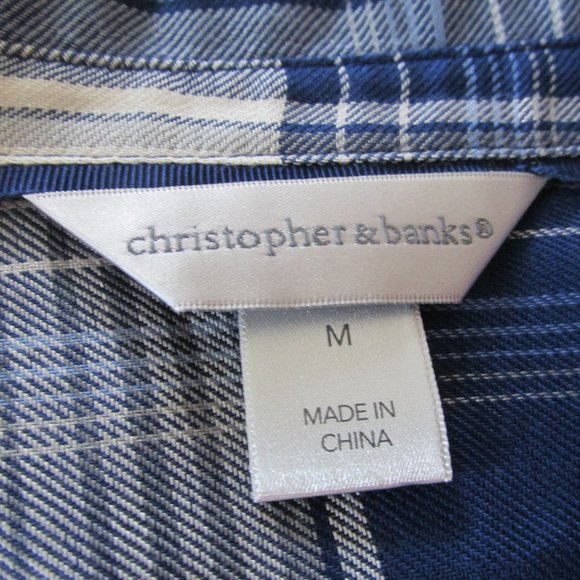 christopher & banks®
M
MADE IN
CHINA